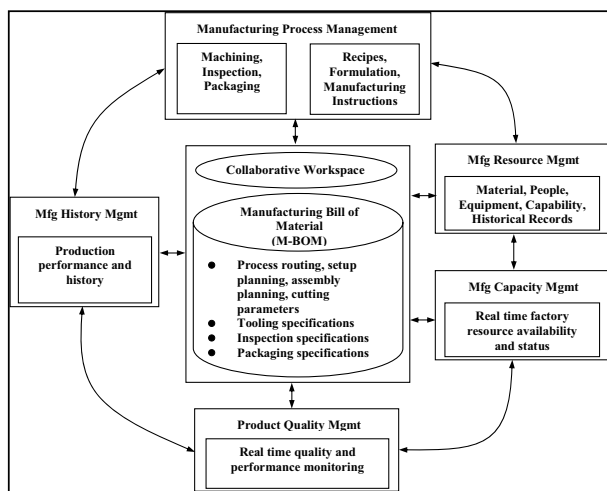 Manufacturing Process Management
Machining,
Inspection,
Packaging
Recipes,
Formulation,
Manufacturing
Instructions
Collaborative Workspace
Manufacturing Bill of
Material
(M-BOM)
● Process routing, setup
planning, assembly
planning, cutting
parameters
● Tooling specifications
● Inspection specifications
● Packaging specifications
Mfg History Mgmt
Production
performance and
history
Mfg Resource Mgmt
Material, People,
Equipment, Capability,
Historical Records
Mfg Capacity Mgmt
Real time factory
resource availability
and status
Product Quality Mgmt
Real time quality and
performance monitoring